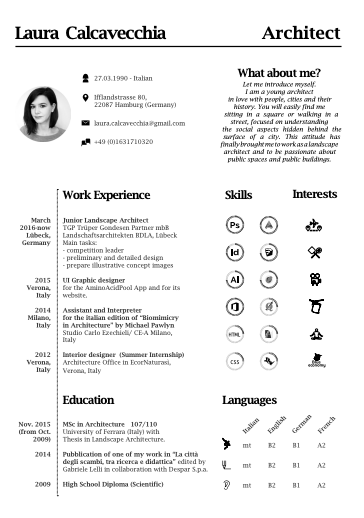 Laura Calcavecchia Architect
What about me?
27.03.1990 - Italian
Ifflandstrasse 80,
22087 Hamburg (Germany)
laura.calcavecchia@gmail.com
+49 (0)1631710320
Let me introduce myself.
I am a young architect
in love with people, cities and their
history. You will easily find me
sitting in a square or walking in a
street, focused on understanding
the social aspects hidden behind the
surface of a city. This attitude has
finally brought me to work as a landscape
architect and to be passionate about
public spaces and public buildings.
Work Experience
March
2016-now
Lübeck,
Germany
Junior Landscape Architect
TGP Trüper Gondesen Partner mbB
Landschaftsarchitekten BDLA, Lübeck
Main tasks:
- competition leader
- preliminary and detailed design
- prepare illustrative concept images
2015
Verona,
Italy
UI Graphic designer
for the AminoAcidPool App and for its
website.
2014
Milano,
Italy
Assistant and Interpreter
for the italian edition of "Biomimicry
in Architecture" by Michael Pawlyn
Studio Carlo Ezechieli/ CE-A Milano,
Italy
2012
Verona,
Italy
Interior designer (Summer Internship)
Architecture Office in EcorNaturasi,
Verona, Italy
Skills
Ps
Id
AI
HTML
CSS
Interests
economy
Education
Nov. 2015
(from Oct.
2009)
MSc in Architecture 107/110
University of Ferrara (Italy) with
Thesis in Landscape Architecture.
2014
Pubblication of one of my work in "La città
degli scambi, tra ricerca e didattica" edited by
Gabriele Lelli in collaboration with Despar S.p.a.
2009
High School Diploma (Scientific)
Languages
Italian English German French
mt B2 B1 A2
mt B2 B1 A2
mt B2 B1 A2